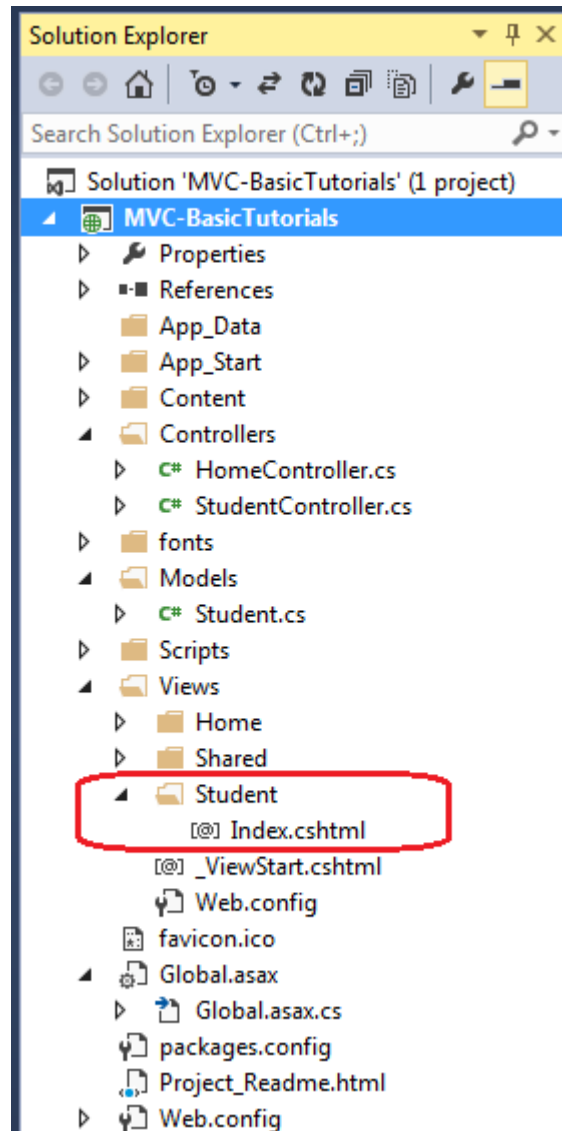 Solution Explorer
Search Solution Explorer (Ctrl+;)
Solution 'MVC-BasicTutorials' (1 project)
MVC-BasicTutorials
Properties
References
App_Data
App_Start
Content
Controllers
C# HomeController.cs
C# StudentController.cs
fonts
Models
C# Student.cs
Scripts
Views
Home
Shared
Student
[@] Index.cshtml
[@] _ViewStart.cshtml
Web.config
favicon.ico
Global.asax
Global.asax.cs
packages.config
Project_Readme.html
Web.config